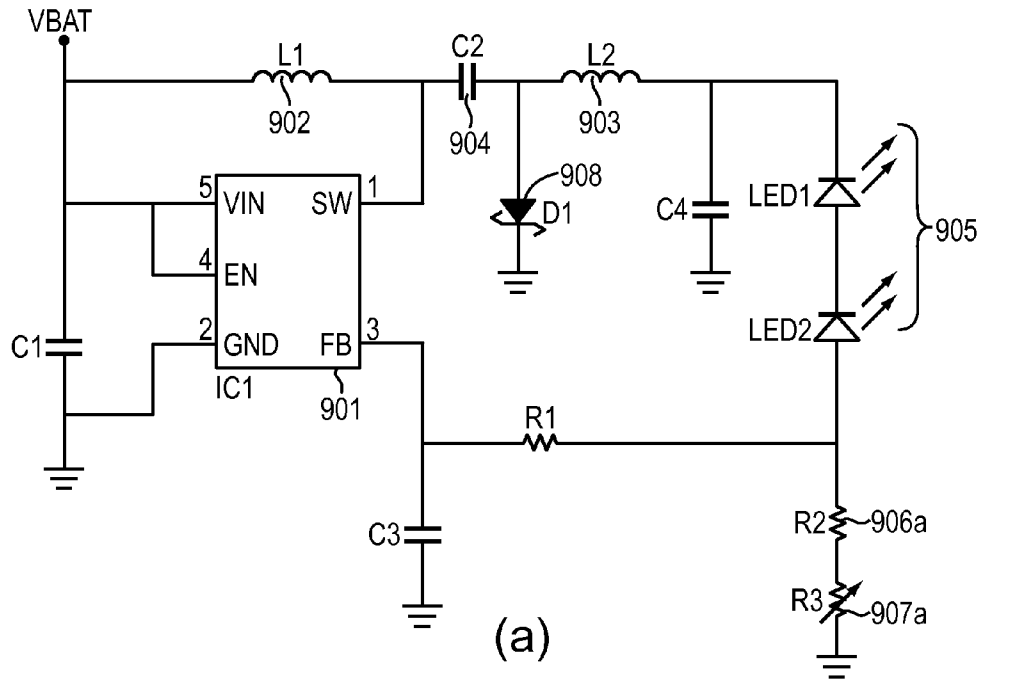 VBAT
L1
902
C2
904
L2
903
5 VIN SW 1
4 EN
2 GND FB 3
IC1
901
C1
908
D1
C4
LED1
LED2
905
R1
C3
R2 906a
R3 907a
(a)